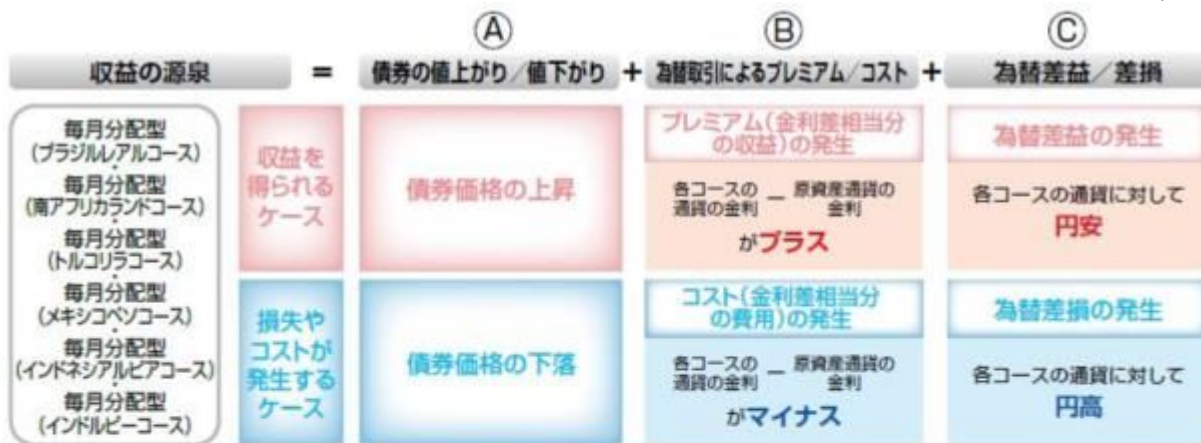 Ⓐ
Ⓑ
Ⓒ
収益の源泉 = 債券の値上がり／値下がり + 為替取引によるプレミアム／コスト + 為替差益／差損
毎月分配型
(ブラジルレアルコース)
毎月分配型
(南アフリカランドコース)
毎月分配型
(トルコリラコース)
毎月分配型
(メキシコペソコース)
毎月分配型
(インドネシアルピアコース)
毎月分配型
(インドルピーコース)
収益を
得られる
ケース
債券価格の上昇
プレミアム(金利差相当分
の収益)の発生
各コースの
通貨の金利
－
原資産通貨の
金利
がプラス
為替差益の発生
各コースの通貨に対して
円安
損失や
コストが
発生する
ケース
債券価格の下落
コスト(金利差相当分
の費用)の発生
各コースの
通貨の金利
－
原資産通貨の
金利
がマイナス
為替差損の発生
各コースの通貨に対して
円高